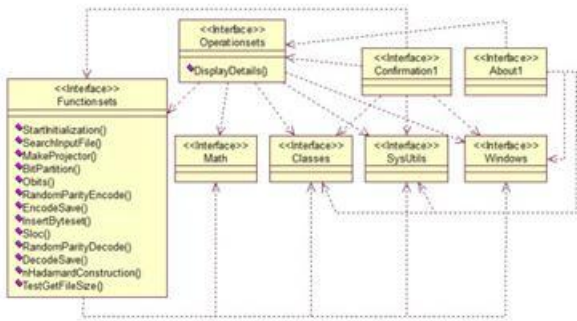 <<Interface>>
Operationsets
DisplayDetails()
<<Interface>>
Confirmation1
<<Interface>>
About1
<<Interface>>
Functionsets
StartInitialization()
SearchInputFile()
MakeProjector()
BitPartition()
Obits()
RandomParityEncode()
EncodeSave()
InsertByteset()
Sloc()
RandomParityDecode()
DecodeSave()
nHadamardConstruction()
TestGetFileSize()
<<Interface>>
Math
<<Interface>>
Classes
<<Interface>>
SysUtils
<<Interface>>
Windows